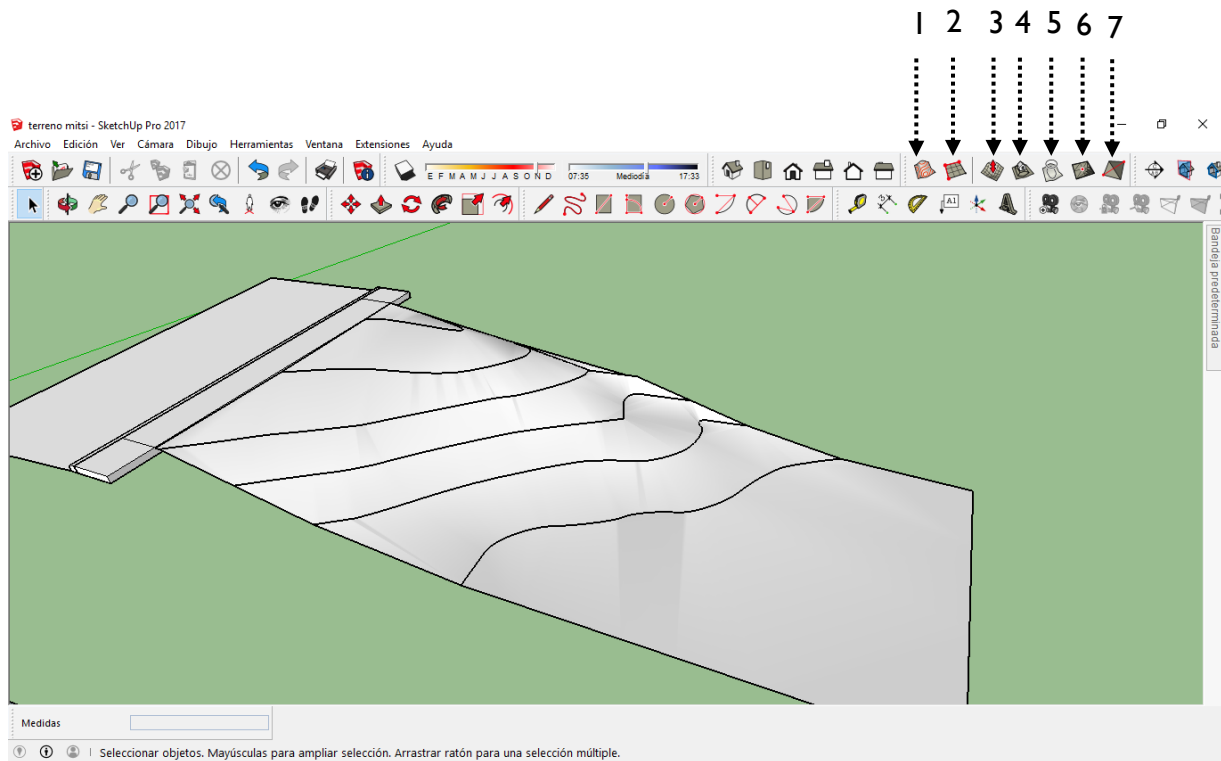 1 2 3 4 5 6 7
terreno mitsi - SketchUp Pro 2017
Archivo Edición Ver Cámara Dibujo Herramientas Ventana Extensiones Ayuda
E F M A M J J A S O N D 07:35 Mediodía 17:33
A1
Bandeja predeterminada
Medidas
Seleccionar objetos. Mayúsculas para ampliar selección. Arrastrar ratón para una selección múltiple.